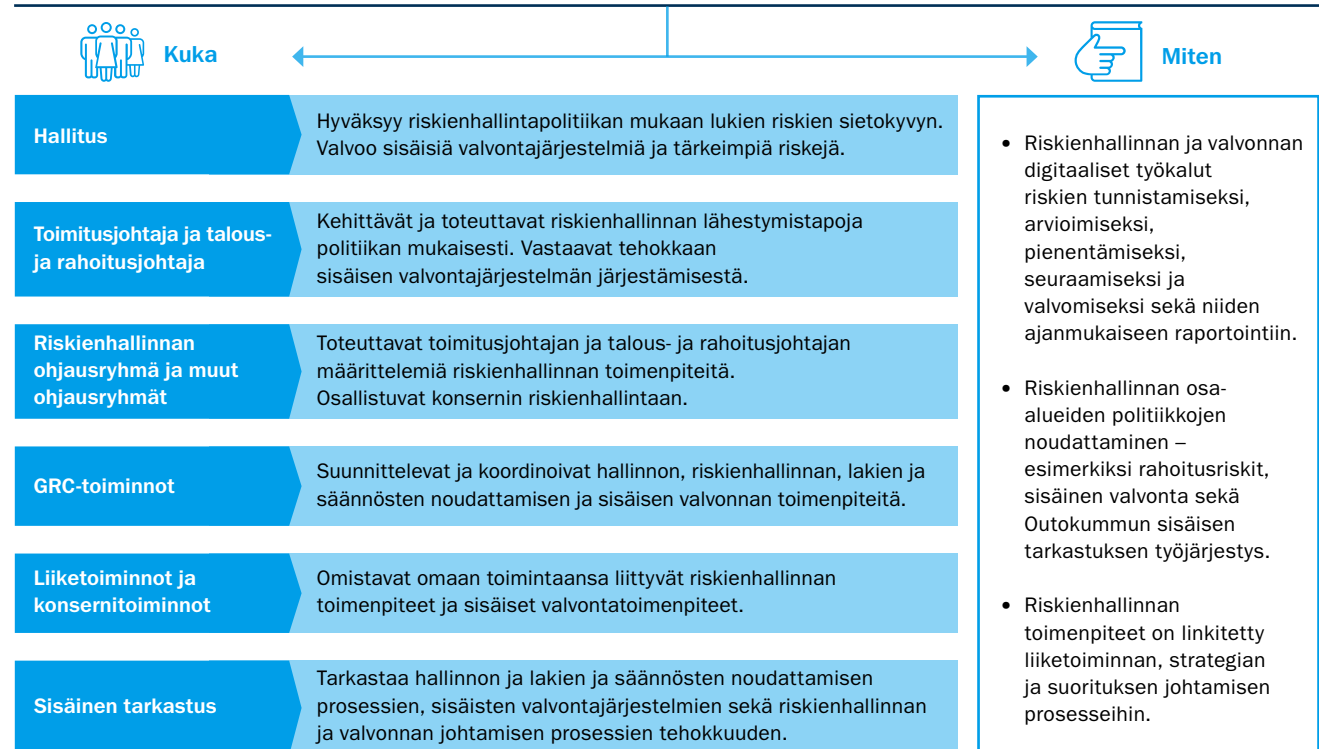 Kuka
Miten
Hallitus
Hyväksyy riskienhallintapolitiikan mukaan lukien riskien sietokyvyn.
Valvoo sisäisiä valvontajärjestelmiä ja tärkeimpiä riskejä.
Toimitusjohtaja ja talous-
ja rahoitusjohtaja
Kehittävät ja toteuttavat riskienhallinnan lähestymistapoja
politiikan mukaisesti. Vastaavat tehokkaan
sisäisen valvontajärjestelmän järjestämisestä.
Riskienhallinnan
ohjausryhmä ja muut
ohjausryhmät
Toteuttavat toimitusjohtajan ja talous- ja rahoitusjohtajan
määrittelemiä riskienhallinnan toimenpiteitä.
Osallistuvat konsernin riskienhallintaan.
GRC-toiminnot
Suunnittelevat ja koordinoivat hallinnon, riskienhallinnan, lakien ja
säännösten noudattamisen ja sisäisen valvonnan toimenpiteitä.
Liiketoiminnot ja
konsernitoiminnot
Omistavat omaan toimintaansa liittyvät riskienhallinnan
toimenpiteet ja sisäiset valvontatoimenpiteet.
Sisäinen tarkastus
Tarkastaa hallinnon ja lakien ja säännösten noudattamisen
prosessien, sisäisten valvontajärjestelmien sekä riskienhallinnan
ja valvonnan johtamisen prosessien tehokkuuden.
• Riskienhallinnan ja valvonnan
digitaaliset työkalut
riskien tunnistamiseksi,
arvioimiseksi,
pienentämiseksi,
seuraamiseksi ja
valvomiseksi sekä niiden
ajanmukaiseen raportointiin.
• Riskienhallinnan osa-
alueiden politiikkojen
noudattaminen –
esimerkiksi rahoitusriskit,
sisäinen valvonta sekä
Outokummun sisäisen
tarkastuksen työjärjestys.
• Riskienhallinnan
toimenpiteet on linkitetty
liiketoiminnan, strategian
ja suorituksen johtamisen
prosesseihin.